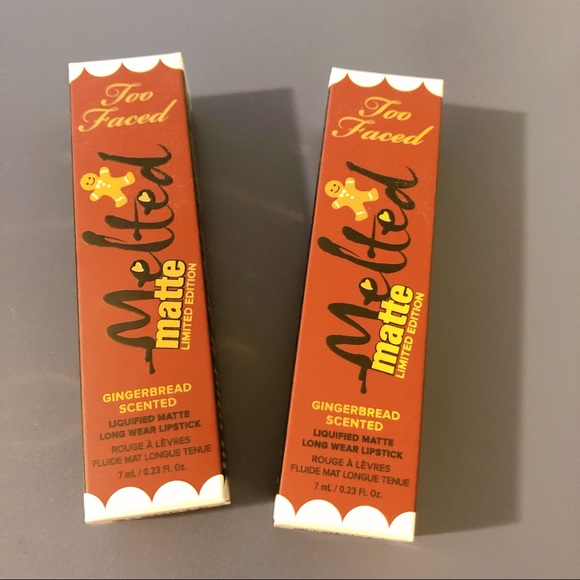 Too
Faced
Melted
matte
LIMITED EDITION
GINGERBREAD
SCENTED
LIQUIFIED MATTE
LONG WEAR LIPSTICK
ROUGE À LÈVRES
FLUIDE MAT LONGUE TENUE
7 mL / 0.23 Fl. Oz.
Too
Faced
Melted
matte
LIMITED EDITION
GINGERBREAD
SCENTED
LIQUIFIED MATTE
LONG WEAR LIPSTICK
ROUGE À LÈVRES
FLUIDE MAT LONGUE TENUE
7 mL / 0.23 Fl. Oz.